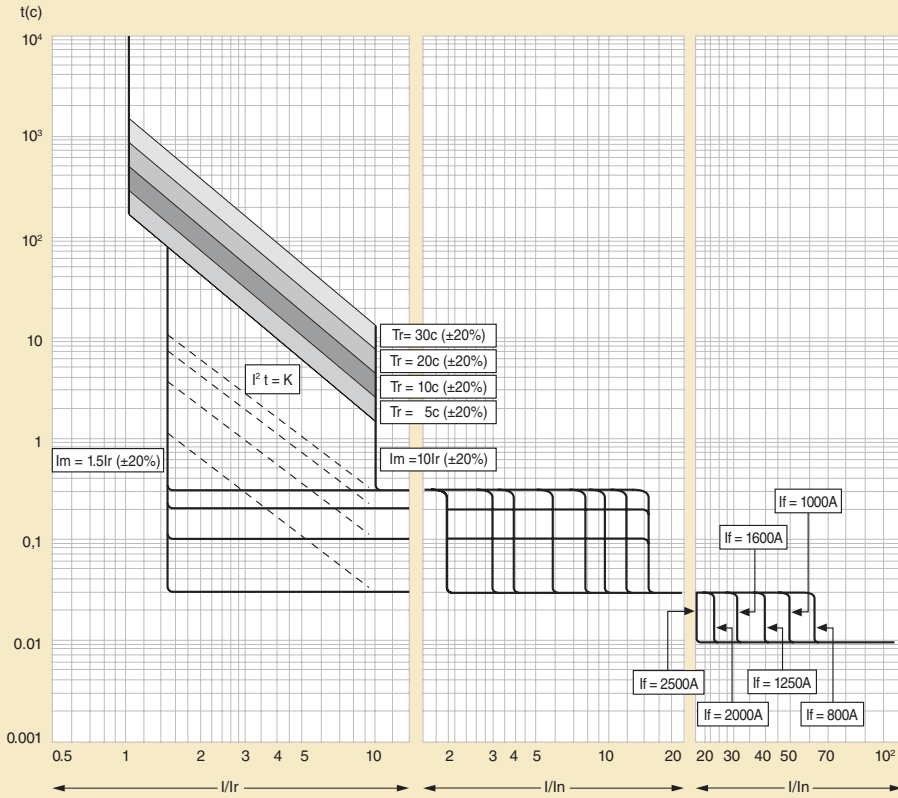 t(c)
10⁴
10³
10²
10
1
0,1
0.01
0.001
Tr= 30c (±20%)
Tr = 20c (±20%)
Tr = 10c (±20%)
Tr = 5c (±20%)
I² t = K
Im = 1.5Ir (±20%)
Im =10Ir (±20%)
If = 1000A
If = 1600A
If = 2500A
If = 1250A
If = 2000A
If = 800A
0.5 1 2 3 4 5 10
2 3 4 5 10 20
20 30 40 50 70 10²
I/Ir
I/In
I/In